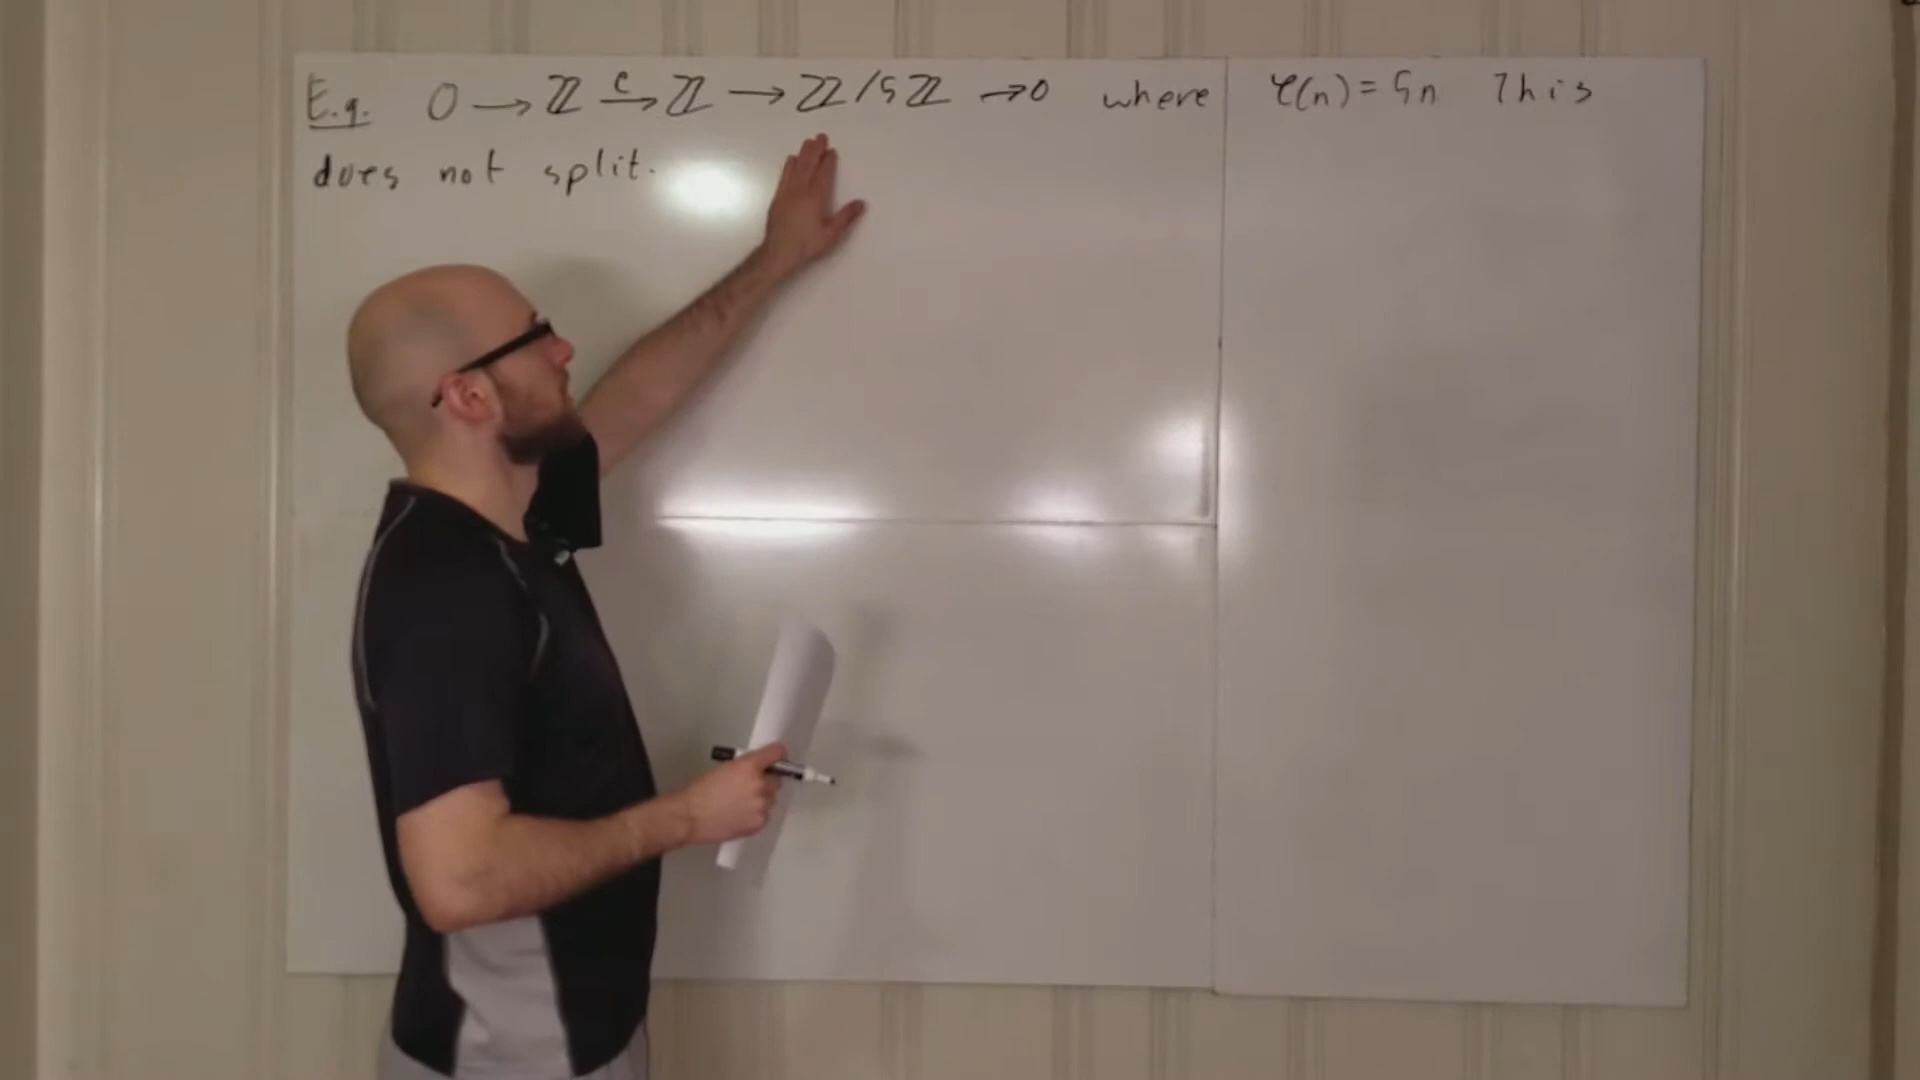 E.g. 0 → ℤ →^φ ℤ → ℤ/5ℤ → 0 where φ(n) = 5n This
does not split.